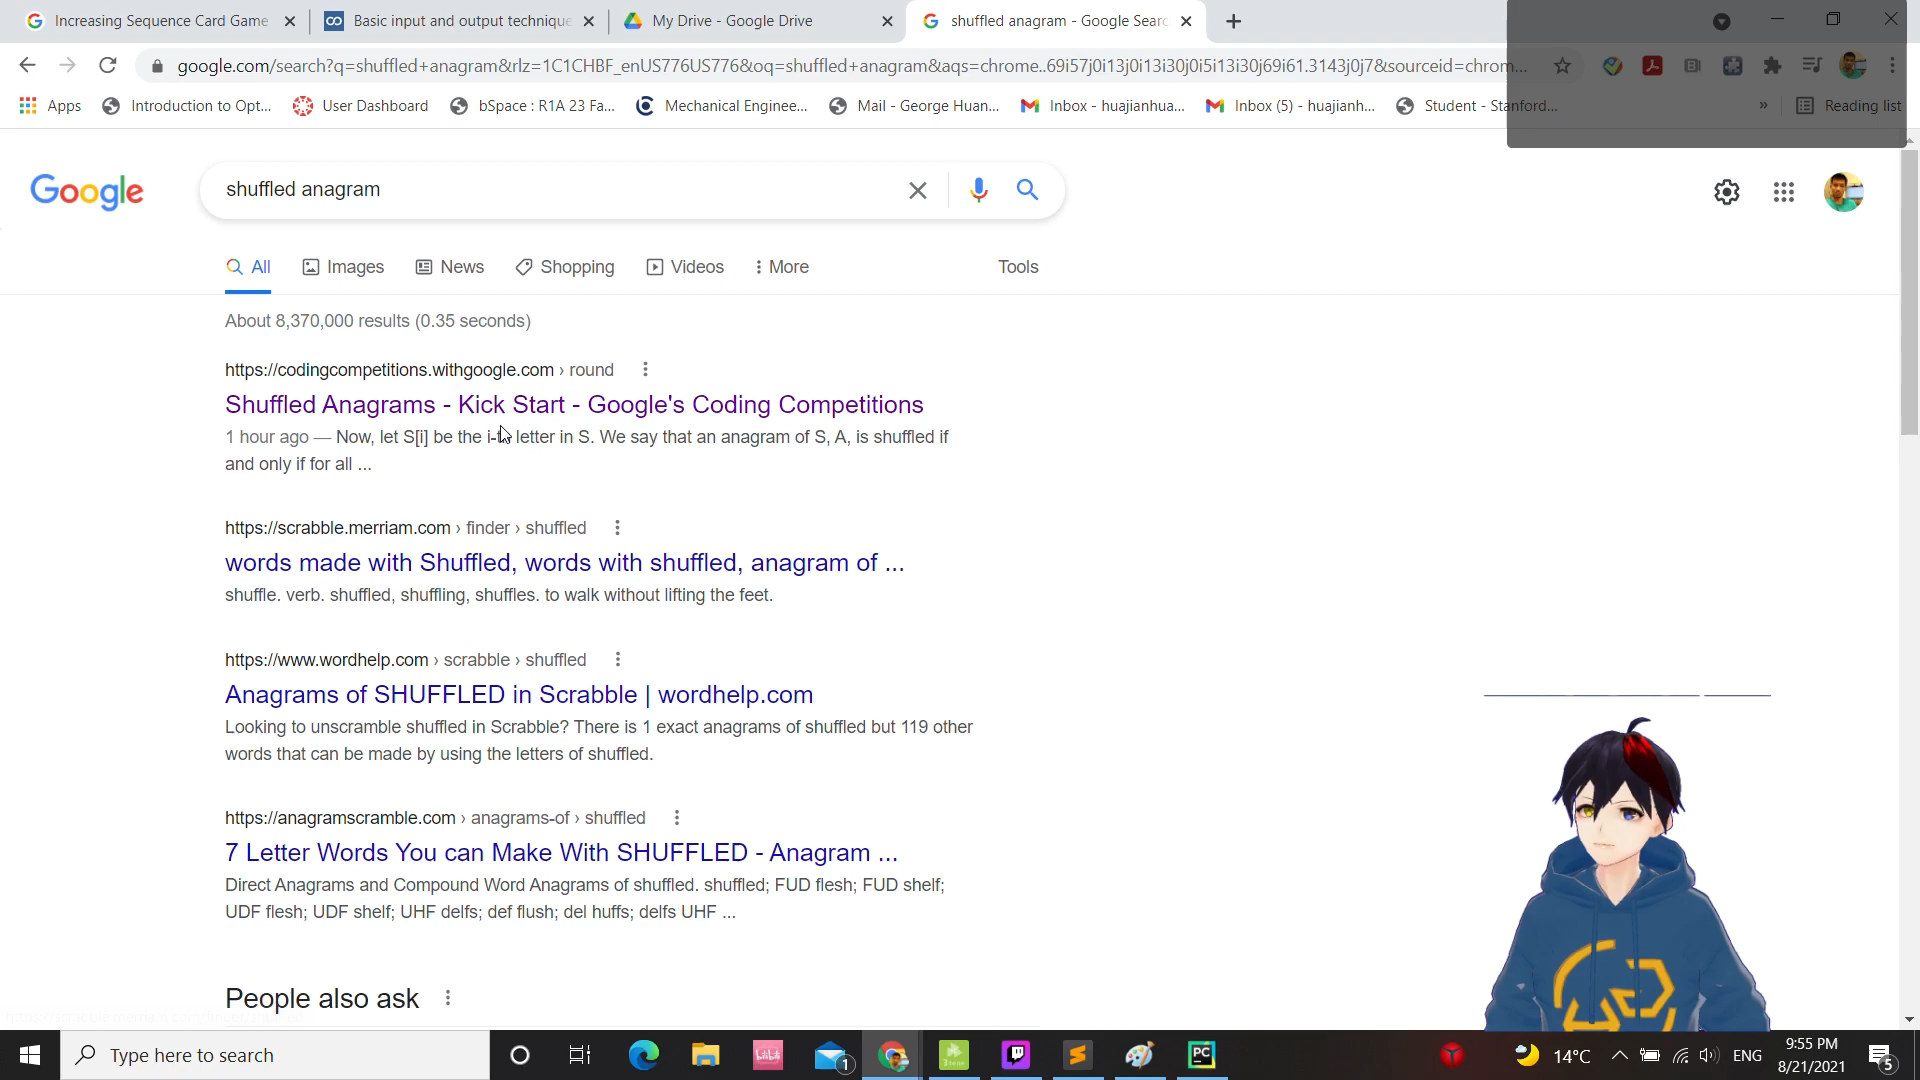 Increasing Sequence Card Game
Basic input and output technique
My Drive - Google Drive
shuffled anagram - Google Searc
google.com/search?q=shuffled+anagram&rlz=1C1CHBF_enUS776US776&oq=shuffled+anagram&aqs=chrome..69i57j0i13j0i13i30j0i5i13i30j69i61.3143j0j7&sourceid=chrom...
Apps
Introduction to Opt...
User Dashboard
bSpace : R1A 23 Fa...
Mechanical Enginee...
Mail - George Huan...
Inbox - huajianhua...
Inbox (5) - huajianh...
Student - Stanford...
»
Reading list
Google
shuffled anagram
All
Images
News
Shopping
Videos
More
Tools
About 8,370,000 results (0.35 seconds)
https://codingcompetitions.withgoogle.com › round
Shuffled Anagrams - Kick Start - Google's Coding Competitions
1 hour ago — Now, let S[i] be the i-th letter in S. We say that an anagram of S, A, is shuffled if
and only if for all ...
https://scrabble.merriam.com › finder › shuffled
words made with Shuffled, words with shuffled, anagram of ...
shuffle. verb. shuffled, shuffling, shuffles. to walk without lifting the feet.
https://www.wordhelp.com › scrabble › shuffled
Anagrams of SHUFFLED in Scrabble | wordhelp.com
Looking to unscramble shuffled in Scrabble? There is 1 exact anagrams of shuffled but 119 other
words that can be made by using the letters of shuffled.
https://anagramscramble.com › anagrams-of › shuffled
7 Letter Words You can Make With SHUFFLED - Anagram ...
Direct Anagrams and Compound Word Anagrams of shuffled. shuffled; FUD flesh; FUD shelf;
UDF flesh; UDF shelf; UHF delfs; def flush; del huffs; delfs UHF ...
People also ask
Type here to search
bilibili
1
PC
14°C
ENG
9:55 PM
8/21/2021
5